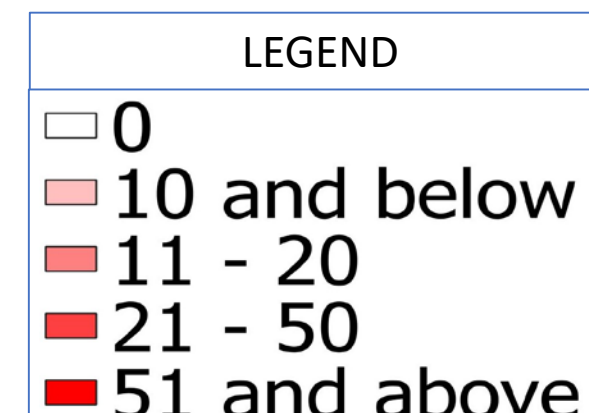 LEGEND
0
10 and below
11 - 20
21 - 50
51 and above